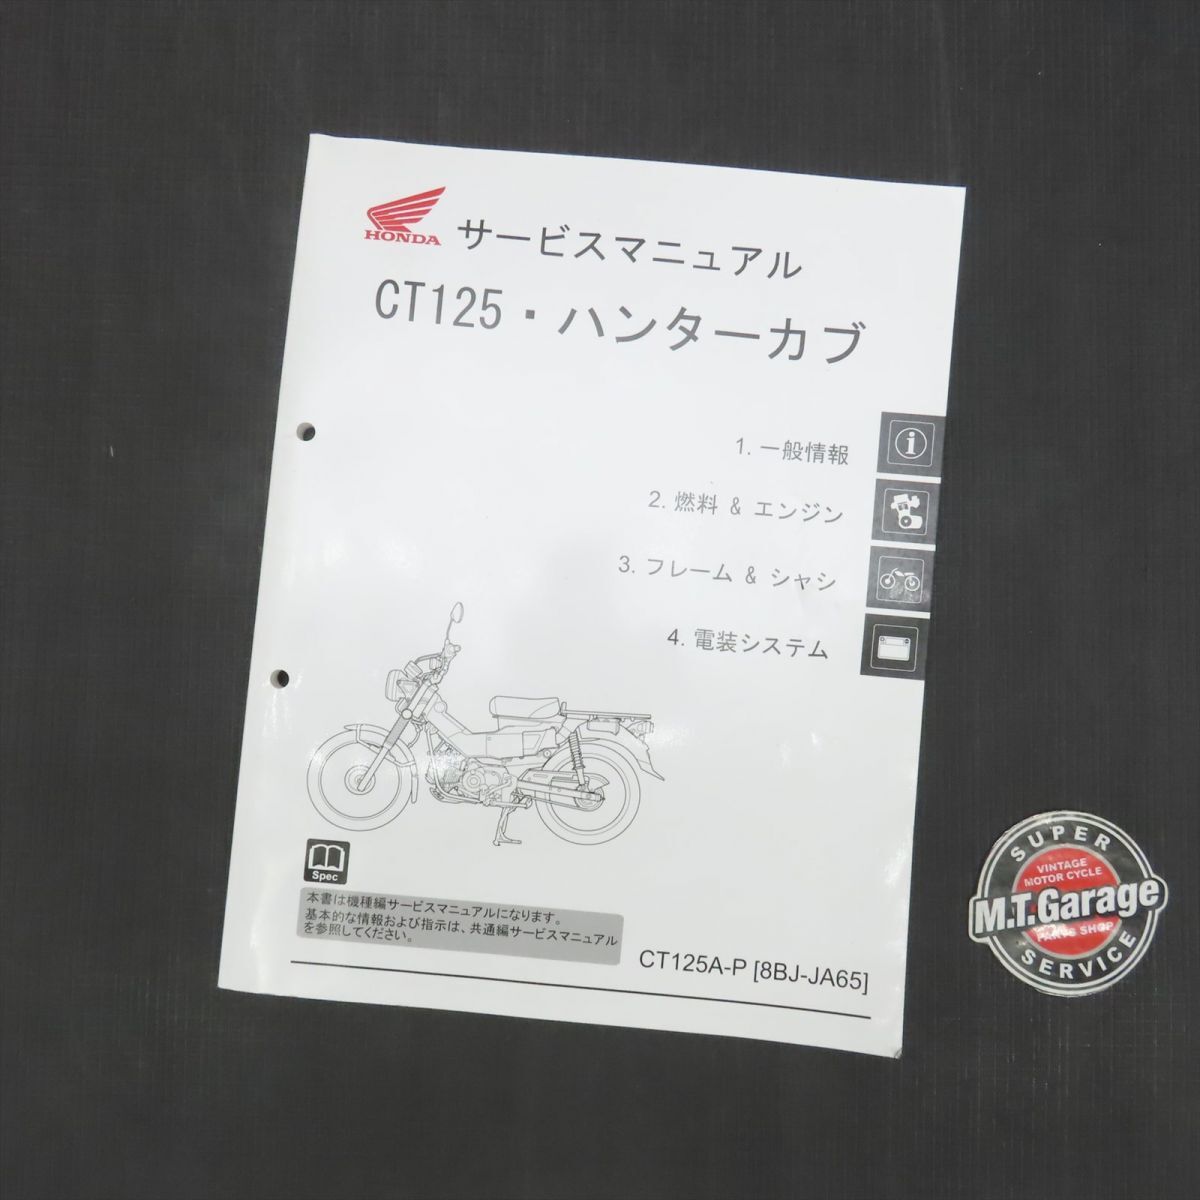 HONDA
サービスマニュアル
CT125・ハンターカブ
1. 一般情報
2. 燃料 & エンジン
3. フレーム & シャシ
4. 電装システム
Spec
本書は機種編サービスマニュアルになります。
基本的な情報および指示は、共通編サービスマニュアル
を参照してください。
CT125A-P [8BJ-JA65]
SUPER
VINTAGE
MOTOR CYCLE
M.T.Garage
PARTS SHOP
SERVICE